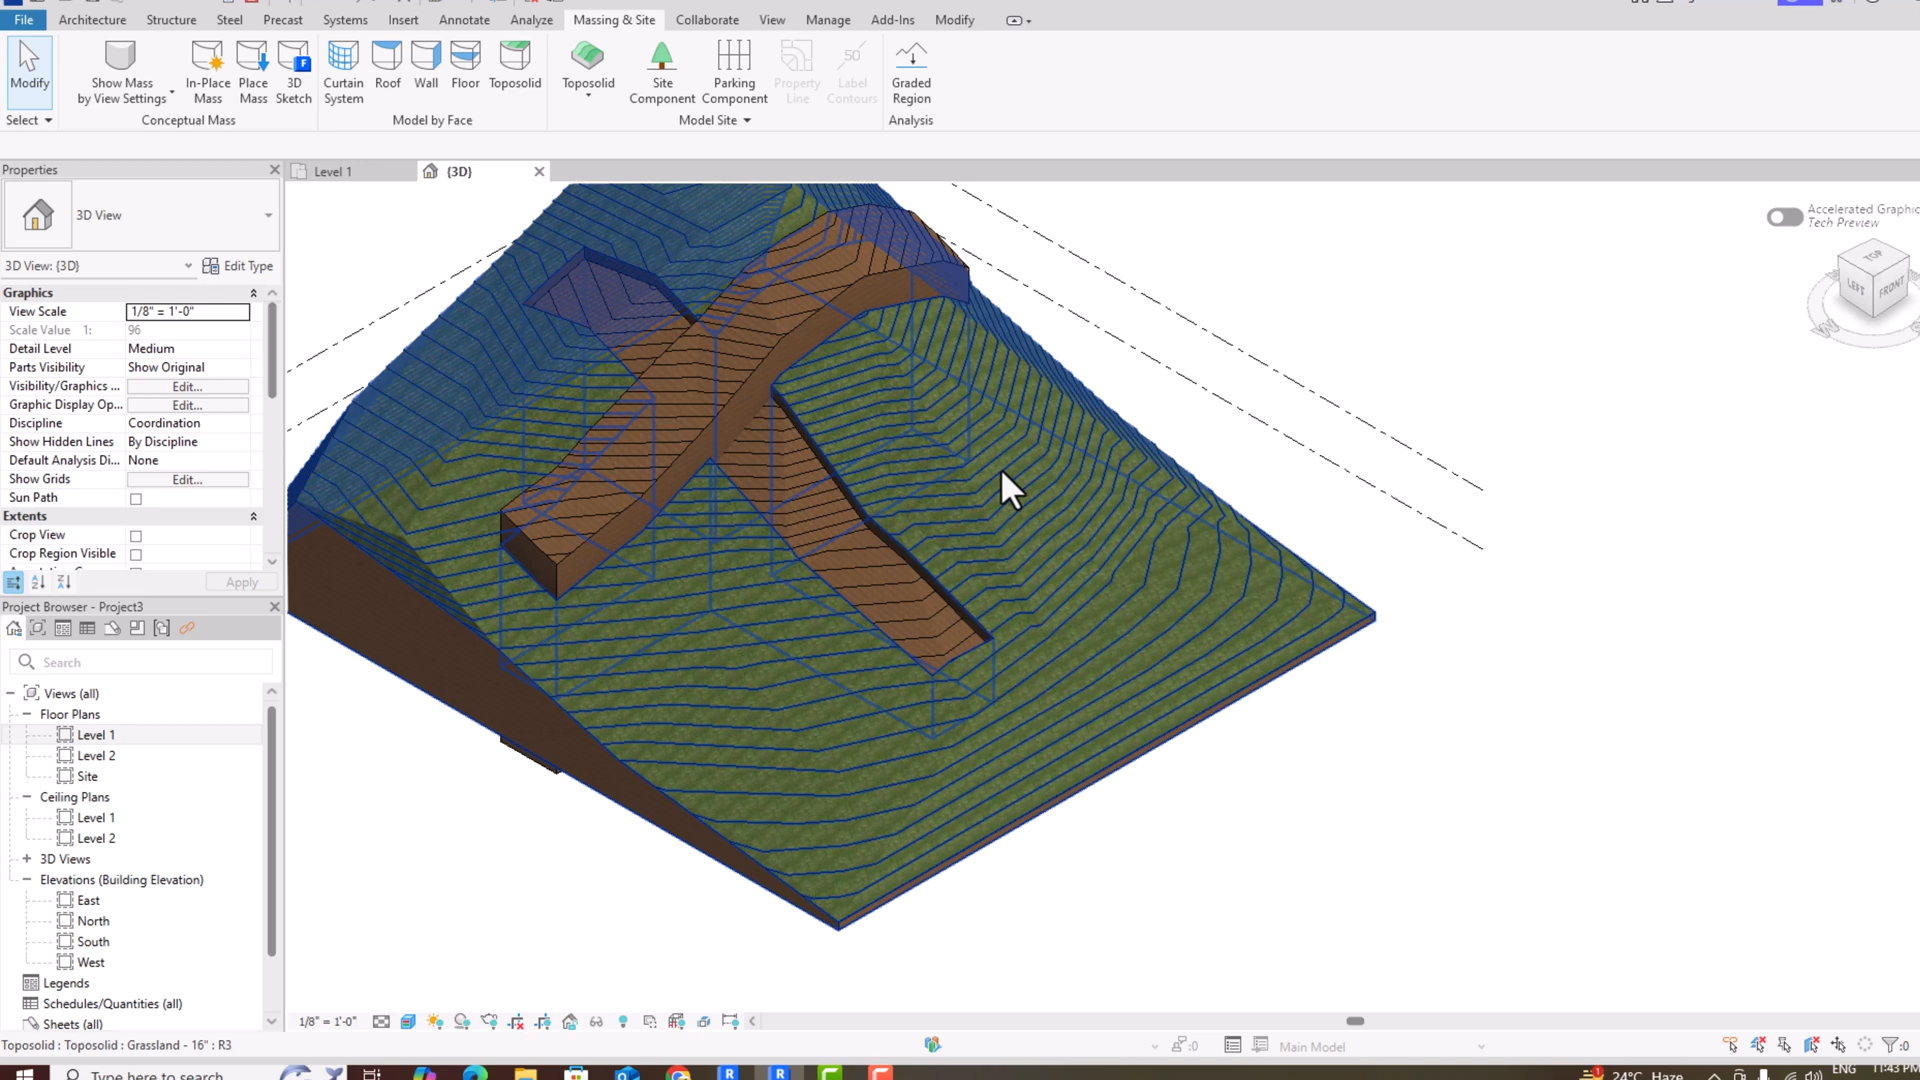 File Architecture Structure Steel Precast Systems Insert Annotate Analyze Massing & Site Collaborate View Manage Add-Ins Modify
Modify
Show Mass by View Settings
In-Place Mass
Place Mass
3D Sketch
Curtain System
Roof
Wall
Floor
Toposolid
Toposolid
Site Component
Parking Component
Property Line
50'
Label Contours
Graded Region
Select
Conceptual Mass
Model by Face
Model Site
Analysis
Properties
Level 1
{3D}
3D View
3D View: {3D}
Edit Type
Graphics
View Scale 1/8" = 1'-0"
Scale Value 1: 96
Detail Level Medium
Parts Visibility Show Original
Visibility/Graphics ... Edit...
Graphic Display Op... Edit...
Discipline Coordination
Show Hidden Lines By Discipline
Default Analysis Di... None
Show Grids Edit...
Sun Path
Extents
Crop View
Crop Region Visible
Apply
Project Browser - Project3
Search
Views (all)
Floor Plans
Level 1
Level 2
Site
Ceiling Plans
Level 1
Level 2
3D Views
Elevations (Building Elevation)
East
North
South
West
Legends
Schedules/Quantities (all)
Sheets (all)
Accelerated Graphic
Tech Preview
TOP
LEFT
FRONT
W
1/8" = 1'-0"
Toposolid : Toposolid : Grassland - 16" : R3
:0
Main Model
:0
Type here to search
24°C Haze
ENG
11:43 PM